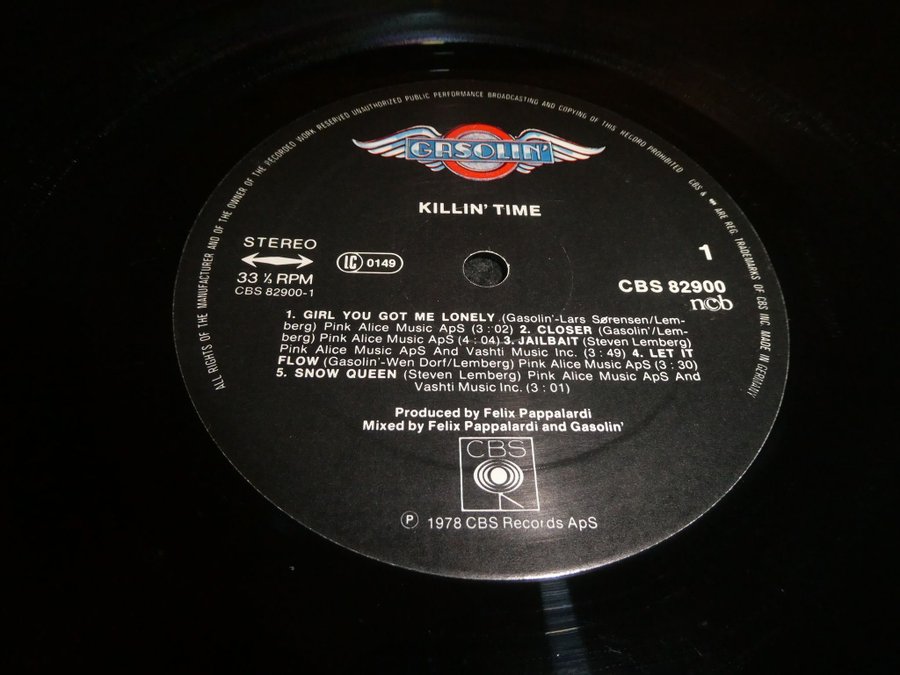 ALL RIGHTS OF THE MANUFACTURER AND OF THE OWNER OF THE RECORDED WORK RESERVED UNAUTHORIZED PUBLIC PERFORMANCE BROADCASTING AND COPYING OF THIS RECORD PROHIBITED CBS & ARE REG. TRADEMARKS OF CBS INC. MADE IN GERMANY
GASOLIN'
KILLIN' TIME
STEREO
33 ⅓ RPM
CBS 82900-1
LC 0149
1
CBS 82900
ncb
1. GIRL YOU GOT ME LONELY (Gasolin'-Lars Sørensen/Lem-
berg) Pink Alice Music ApS (3 : 02) 2. CLOSER (Gasolin'/Lem-
berg) Pink Alice Music ApS (4 : 04) 3. JAILBAIT (Steven Lemberg)
Pink Alice Music ApS And Vashti Music Inc. (3 : 49) 4. LET IT
FLOW (Gasolin'-Wen Dorf/Lemberg) Pink Alice Music ApS (3 : 30)
5. SNOW QUEEN (Steven Lemberg) Pink Alice Music ApS And
Vashti Music Inc. (3 : 01)
Produced by Felix Pappalardi
Mixed by Felix Pappalardi and Gasolin'
CBS
℗ 1978 CBS Records ApS